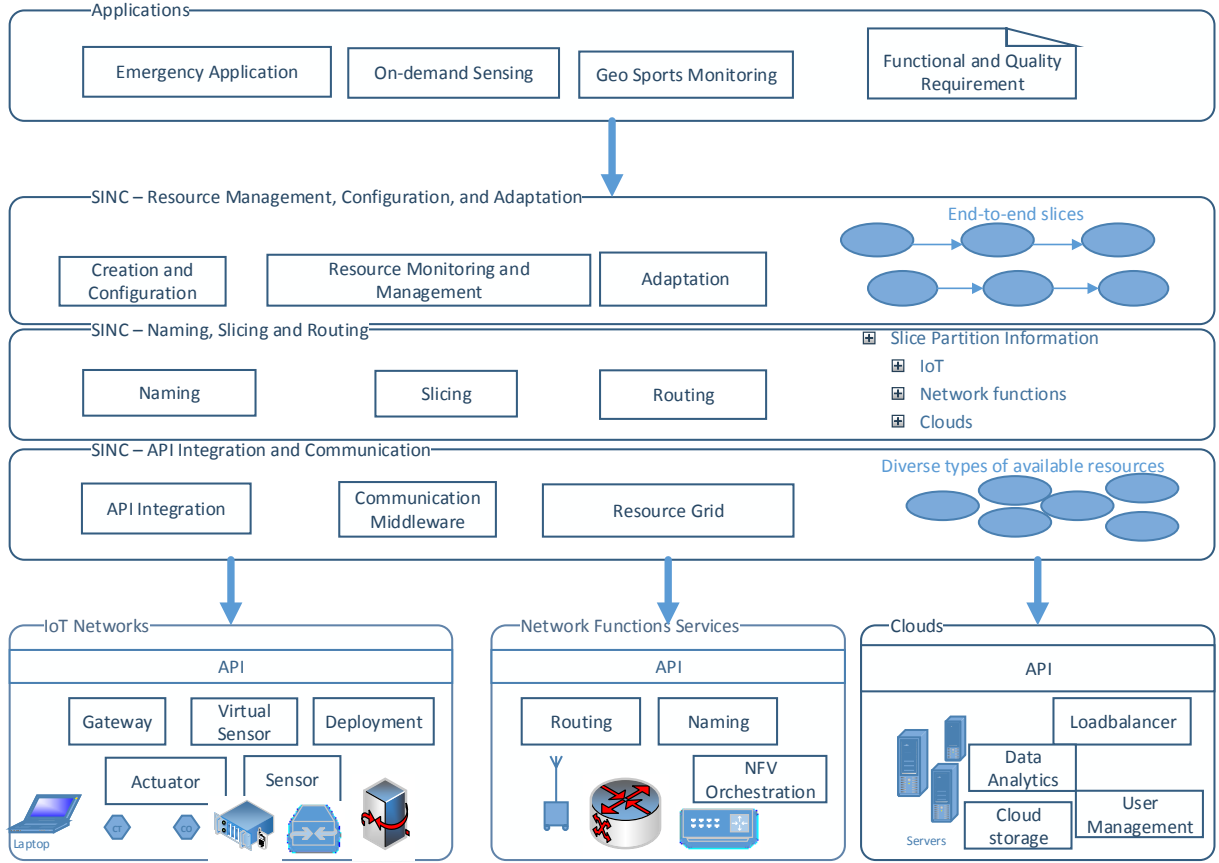 Applications
Emergency Application
On-demand Sensing
Geo Sports Monitoring
Functional and Quality
Requirement
SINC – Resource Management, Configuration, and Adaptation
End-to-end slices
Creation and
Configuration
Resource Monitoring and
Management
Adaptation
SINC – Naming, Slicing and Routing
Slice Partition Information
IoT
Network functions
Clouds
Naming
Slicing
Routing
SINC – API Integration and Communication
Diverse types of available resources
API Integration
Communication
Middleware
Resource Grid
IoT Networks
API
Gateway
Virtual
Sensor
Deployment
Actuator
Sensor
Laptop
CT
CO
Network Functions Services
API
Routing
Naming
NFV
Orchestration
Clouds
API
Loadbalancer
Data
Analytics
Servers
Cloud
storage
User
Management